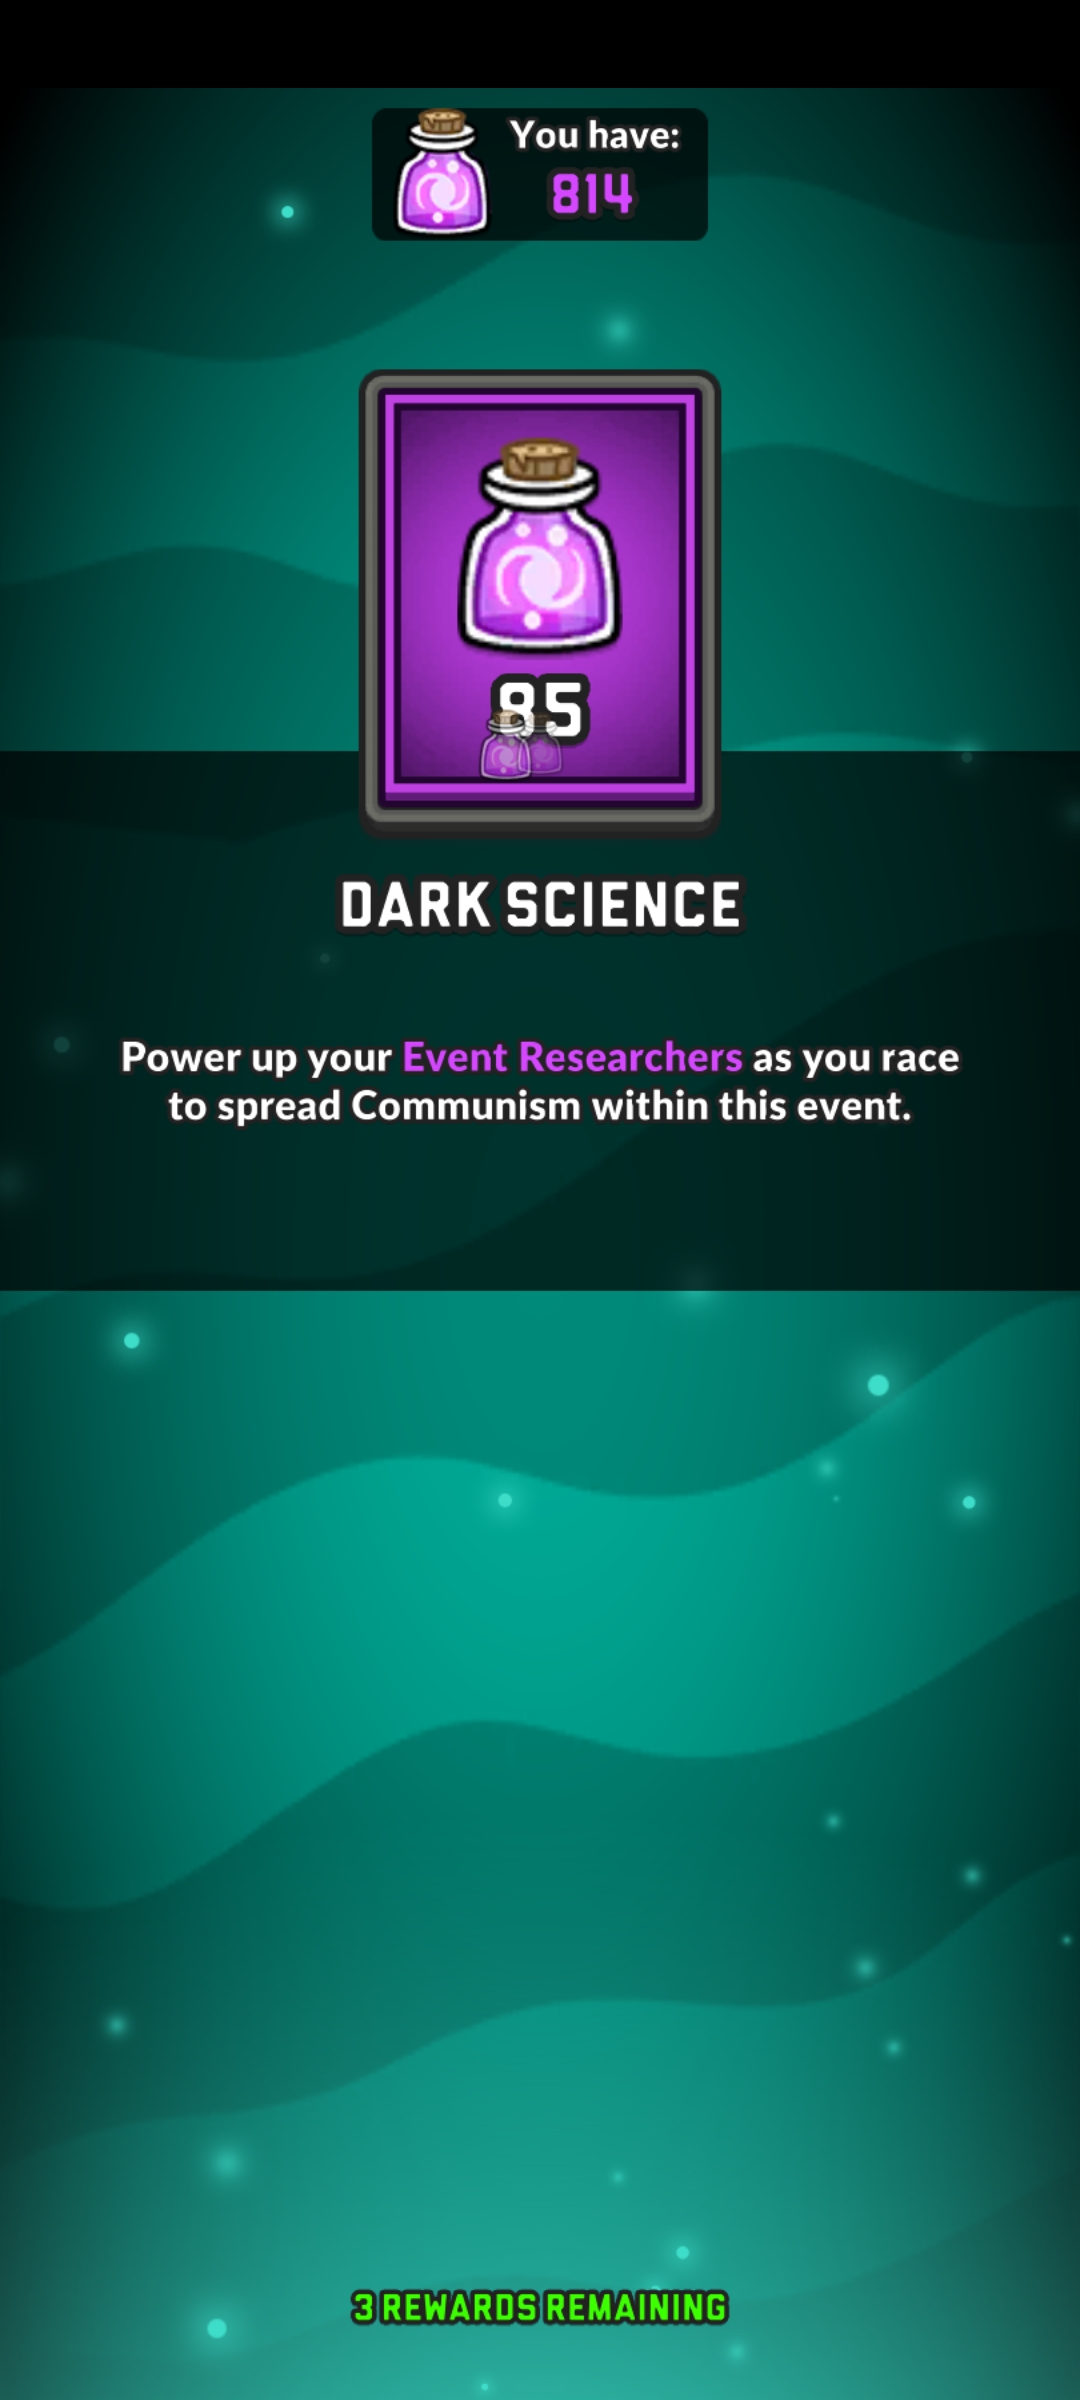 You have:
814
85
DARK SCIENCE
Power up your Event Researchers as you race
to spread Communism within this event.
3 REWARDS REMAINING